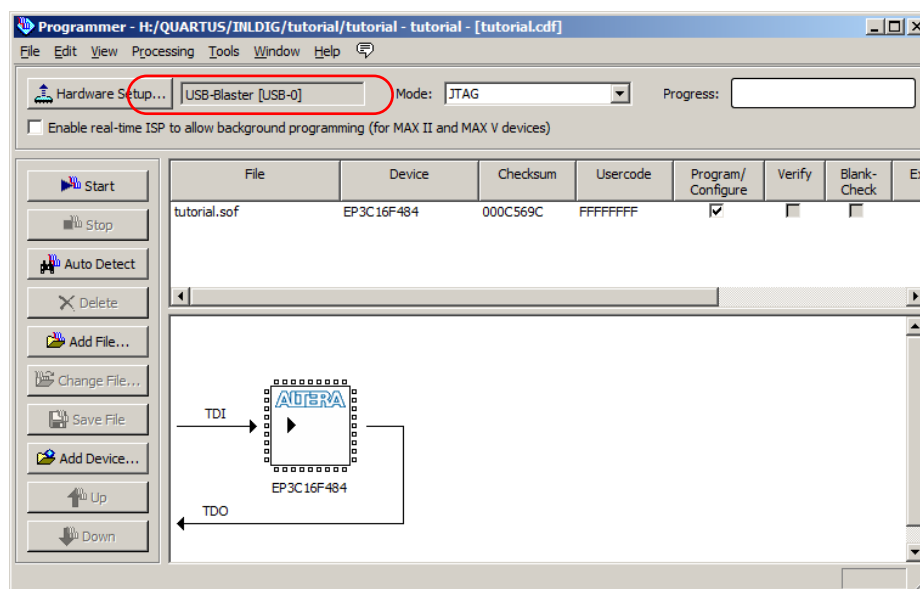 Programmer - H:/QUARTUS/INLDIG/tutorial/tutorial - tutorial - [tutorial.cdf]
File Edit View Processing Tools Window Help
Hardware Setup... USB-Blaster [USB-0] Mode: JTAG Progress:
Enable real-time ISP to allow background programming (for MAX II and MAX V devices)
File Device Checksum Usercode Program/ Verify Blank-
Configure Check
tutorial.sof EP3C16F484 000C569C FFFFFFFF
Start
Stop
Auto Detect
Delete
Add File...
Change File...
Save File
Add Device...
Up
Down
ALTERA
TDI
EP3C16F484
TDO